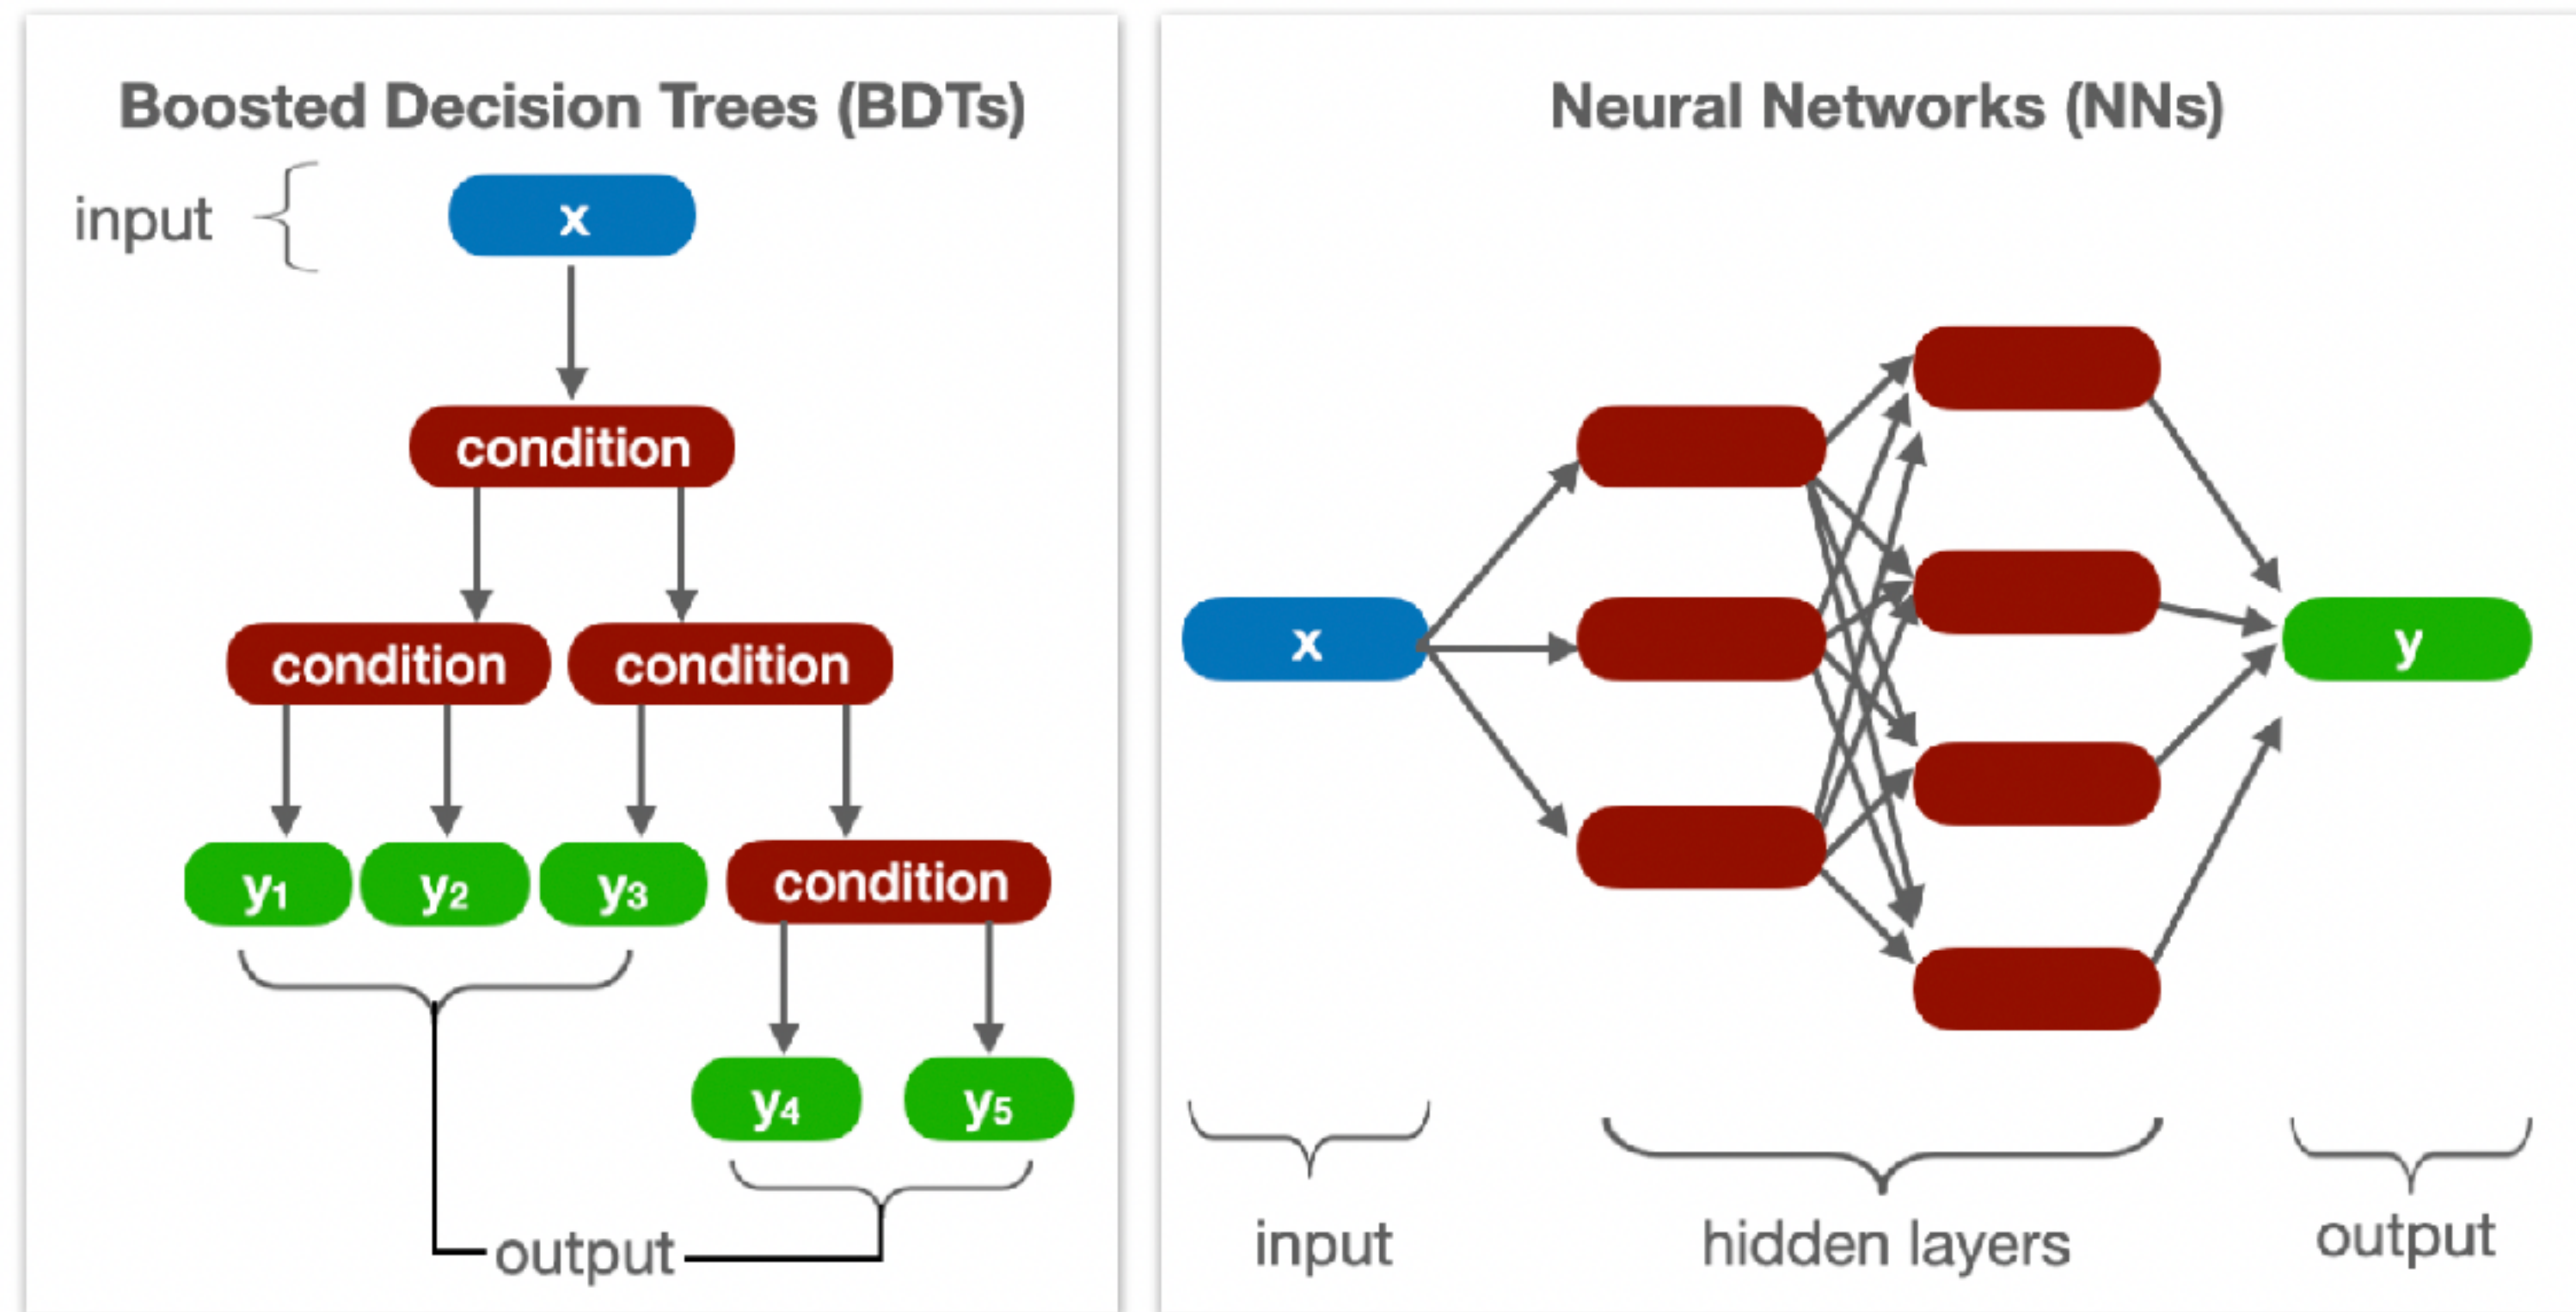 Boosted Decision Trees (BDTs)
input
x
condition
condition
condition
y1
y2
y3
condition
y4
y5
output
Neural Networks (NNs)
x
y
input
hidden layers
output